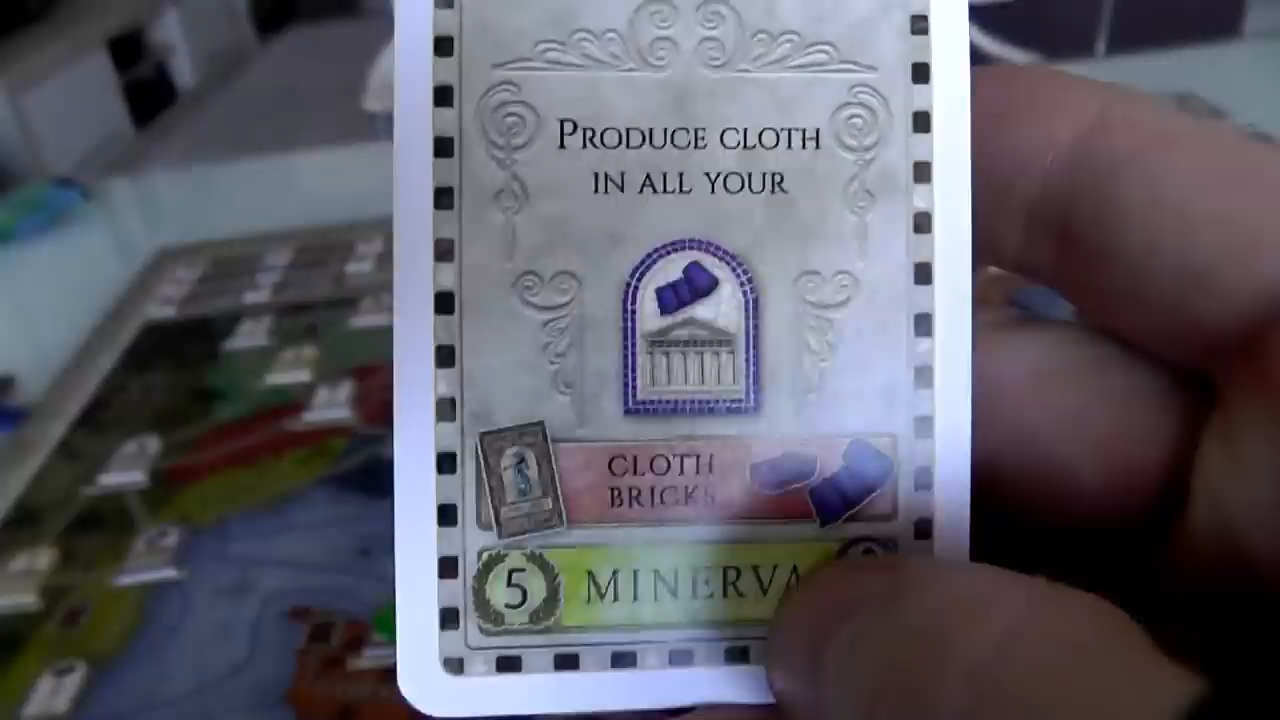 PRODUCE CLOTH
IN ALL YOUR
CLOTH
BRICKS
5 MINERVA